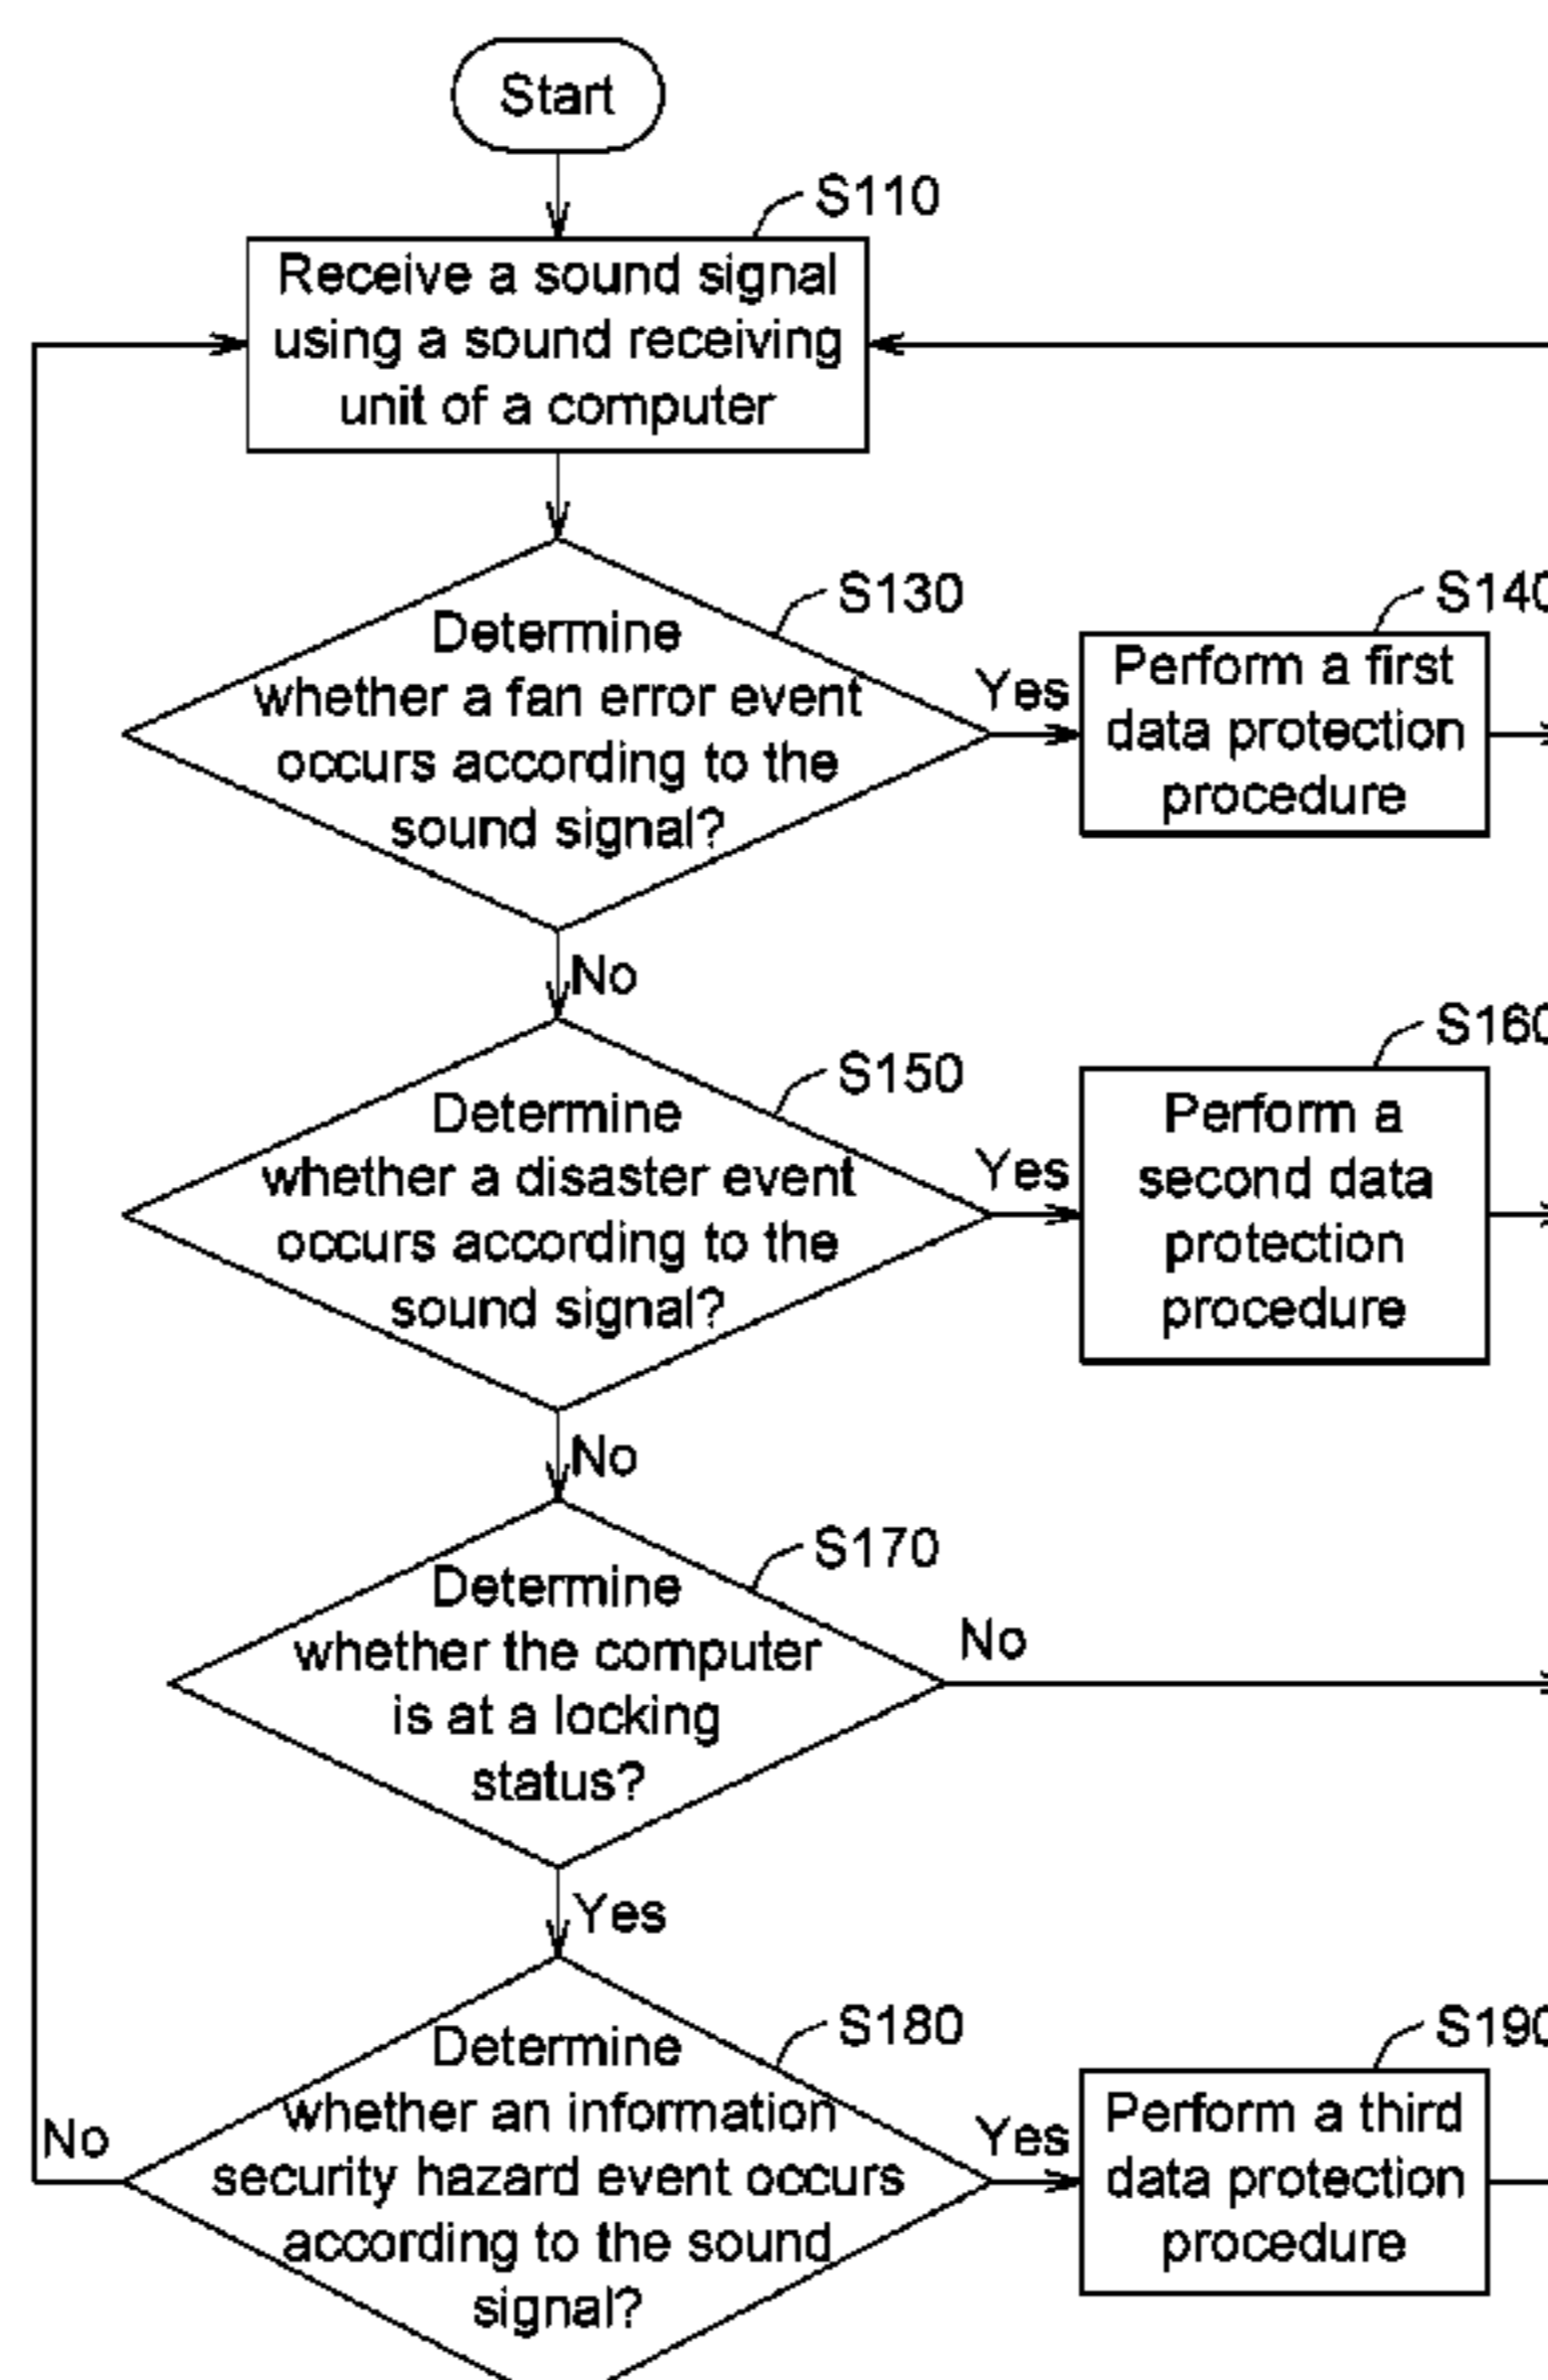 Start
S110
Receive a sound signal
using a sound receiving
unit of a computer
S130
Determine
whether a fan error event
occurs according to the
sound signal?
Yes
S140
Perform a first
data protection
procedure
No
S150
Determine
whether a disaster event
occurs according to the
sound signal?
Yes
S160
Perform a
second data
protection
procedure
No
S170
Determine
whether the computer
is at a locking
status?
No
Yes
S180
Determine
whether an information
security hazard event occurs
according to the sound
signal?
No
Yes
S190
Perform a third
data protection
procedure